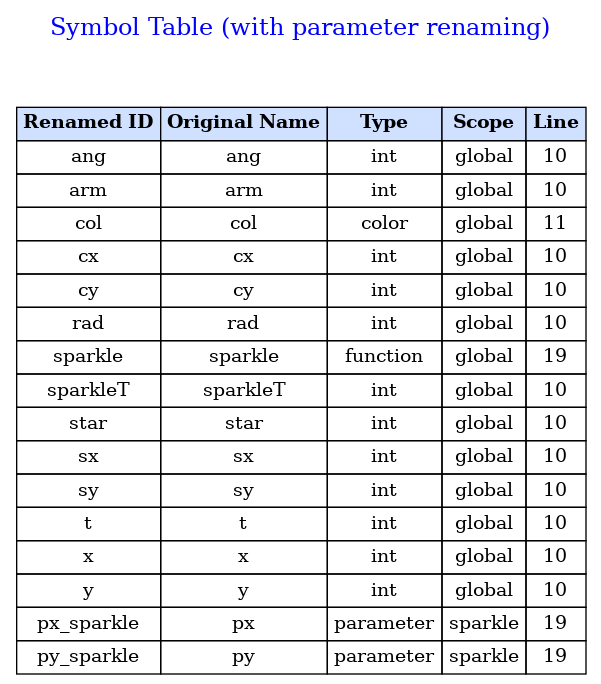 Symbol Table (with parameter renaming)
Renamed ID Original Name Type Scope Line
ang ang int global 10
arm arm int global 10
col col color global 11
cx cx int global 10
cy cy int global 10
rad rad int global 10
sparkle sparkle function global 19
sparkleT sparkleT int global 10
star star int global 10
sx sx int global 10
sy sy int global 10
t t int global 10
x x int global 10
y y int global 10
px_sparkle px parameter sparkle 19
py_sparkle py parameter sparkle 19